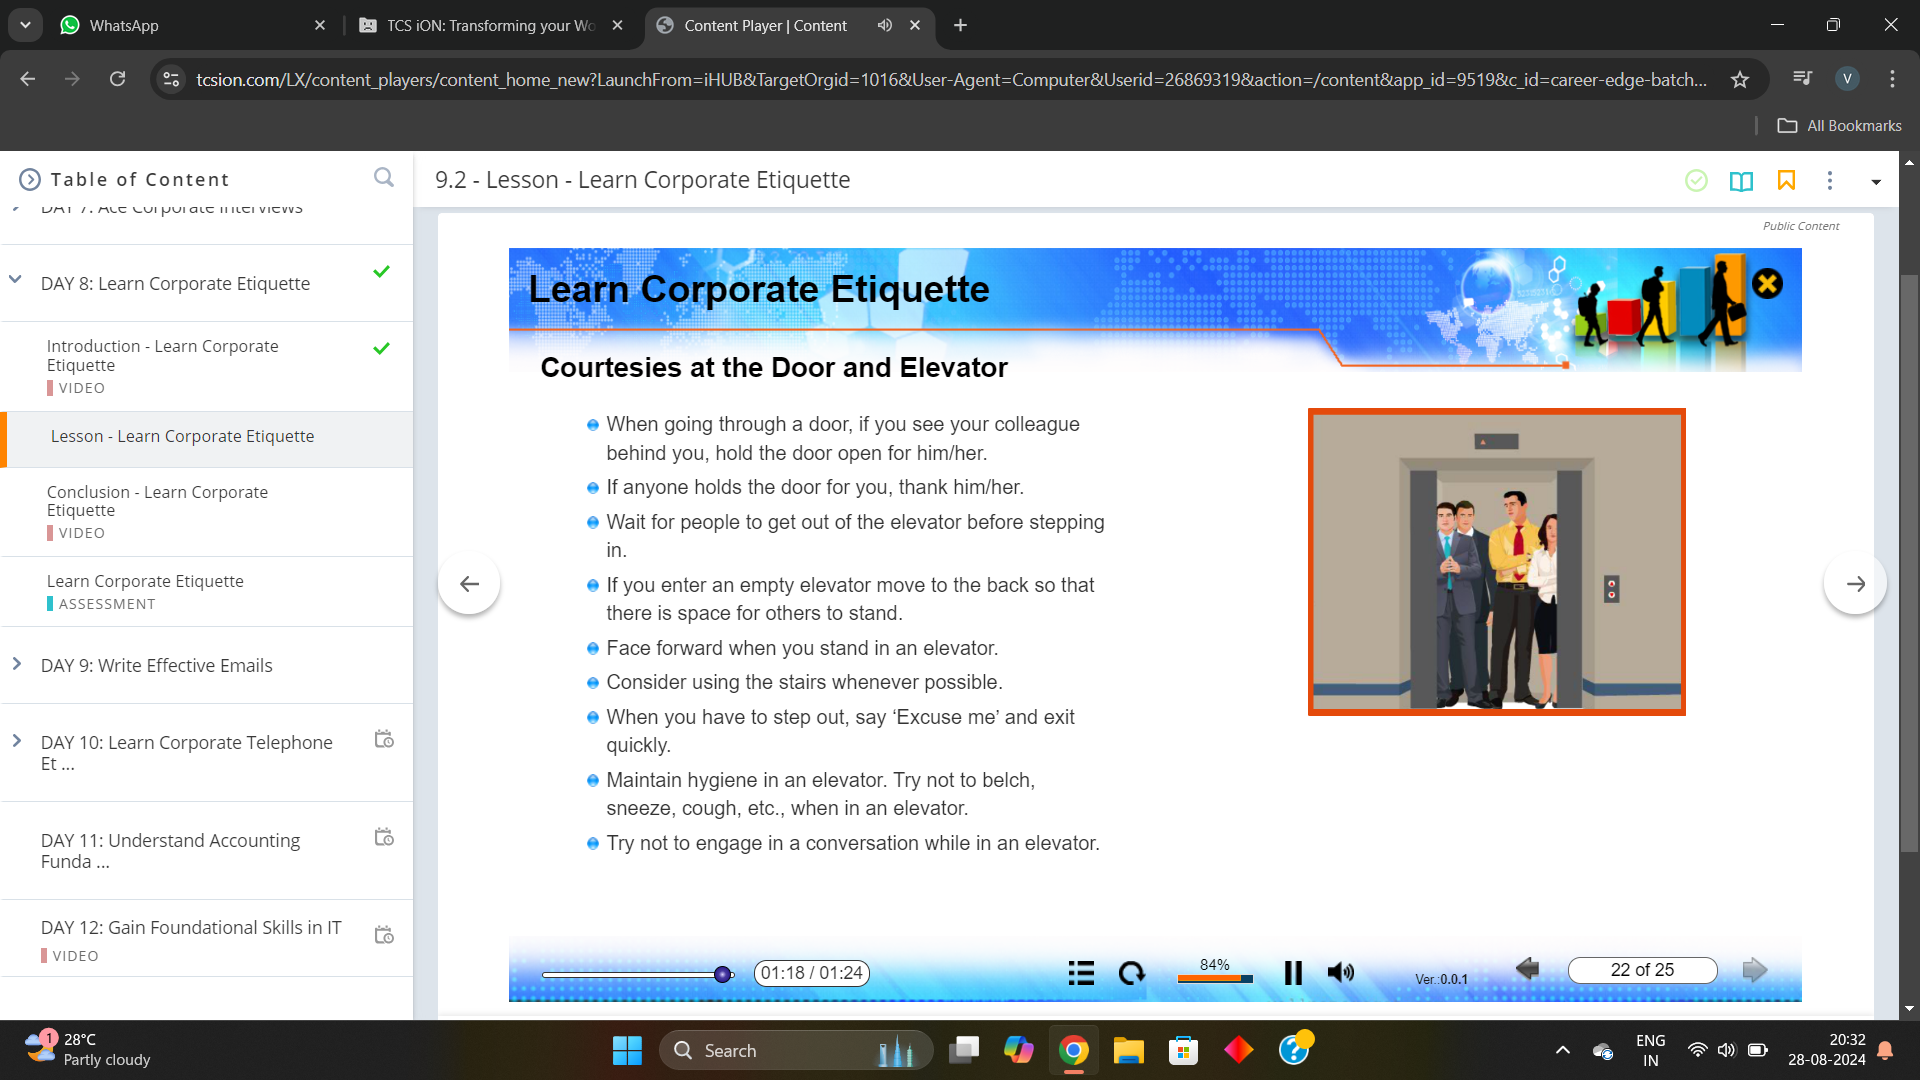 WhatsApp
TCS iON: Transforming your Wo
Content Player | Content
tcsion.com/LX/content_players/content_home_new?LaunchFrom=iHUB&TargetOrgid=1016&User-Agent=Computer&Userid=26869319&action=/content&app_id=9519&c_id=career-edge-batch...
V
All Bookmarks
Table of Content
9.2 - Lesson - Learn Corporate Etiquette
DAY 7: Ace Corporate Interviews
Public Content
DAY 8: Learn Corporate Etiquette
Introduction - Learn Corporate
Etiquette
VIDEO
Lesson - Learn Corporate Etiquette
Conclusion - Learn Corporate
Etiquette
VIDEO
Learn Corporate Etiquette
ASSESSMENT
DAY 9: Write Effective Emails
DAY 10: Learn Corporate Telephone
Et ...
DAY 11: Understand Accounting
Funda ...
DAY 12: Gain Foundational Skills in IT
VIDEO
Learn Corporate Etiquette
Courtesies at the Door and Elevator
When going through a door, if you see your colleague
behind you, hold the door open for him/her.
If anyone holds the door for you, thank him/her.
Wait for people to get out of the elevator before stepping
in.
If you enter an empty elevator move to the back so that
there is space for others to stand.
Face forward when you stand in an elevator.
Consider using the stairs whenever possible.
When you have to step out, say ‘Excuse me’ and exit
quickly.
Maintain hygiene in an elevator. Try not to belch,
sneeze, cough, etc., when in an elevator.
Try not to engage in a conversation while in an elevator.
01:18 / 01:24
84%
Ver.:0.0.1
22 of 25
1
28°C
Partly cloudy
Search
ENG
IN
20:32
28-08-2024